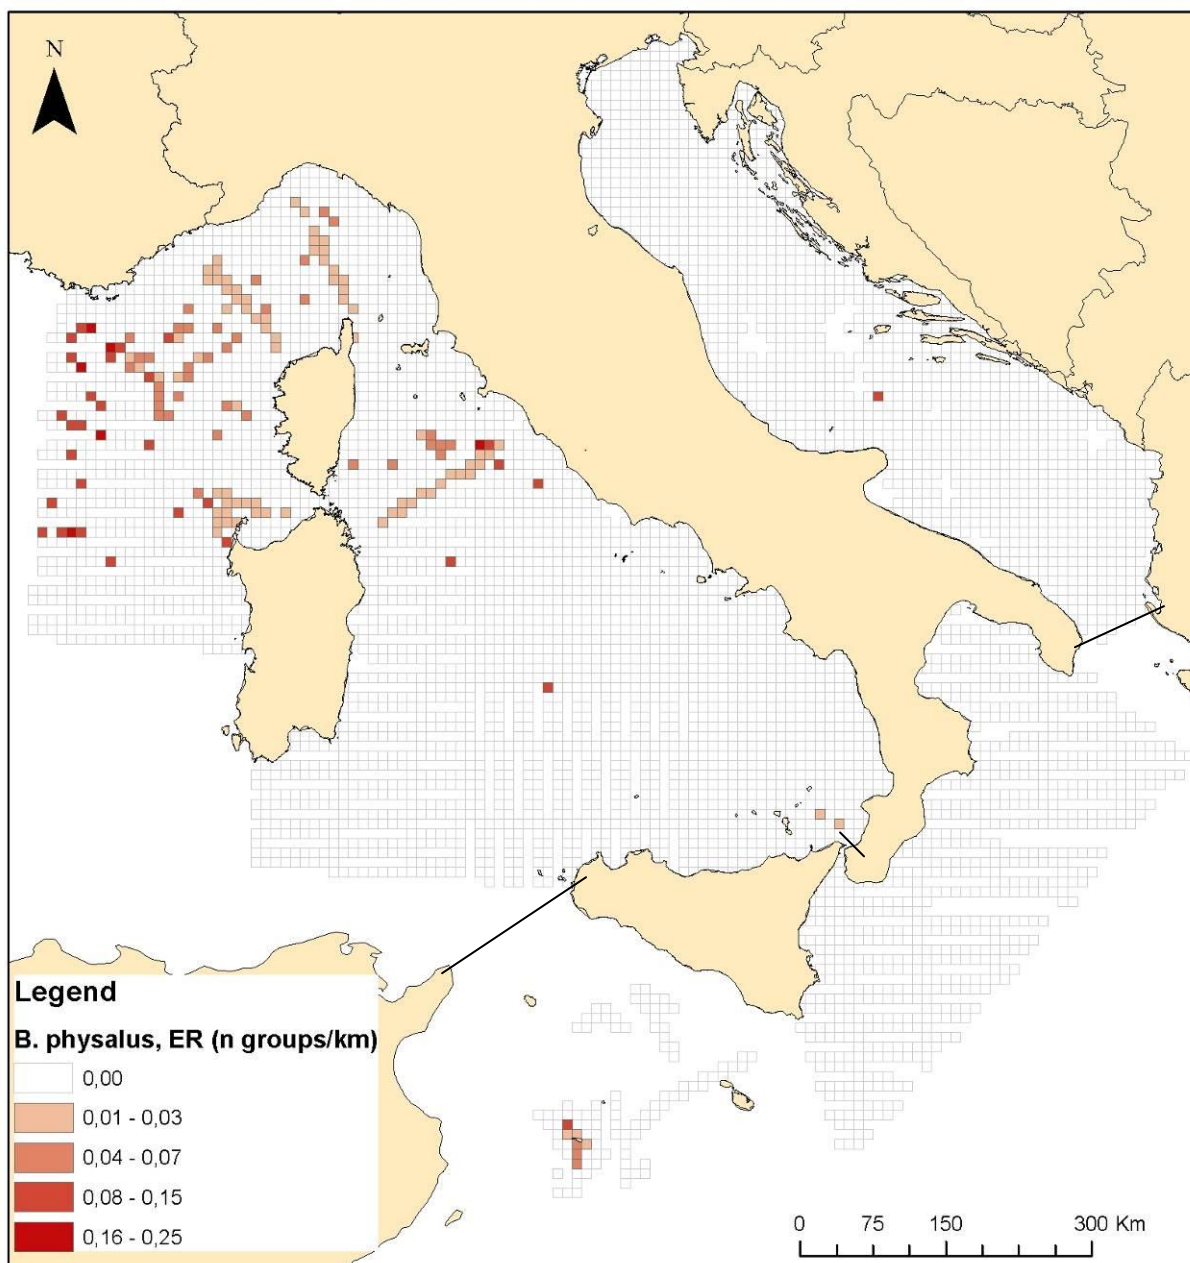 N
Legend
B. physalus, ER (n groups/km)
0,00
0,01 - 0,03
0,04 - 0,07
0,08 - 0,15
0,16 - 0,25
0 75 150 300 Km